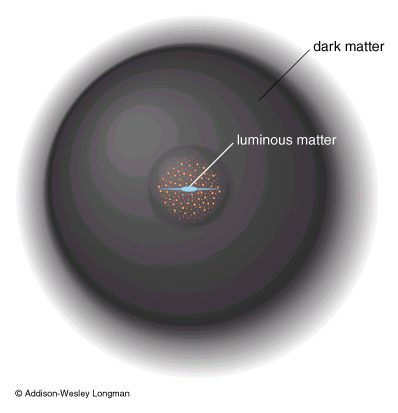 dark matter
luminous matter
© Addison-Wesley Longman